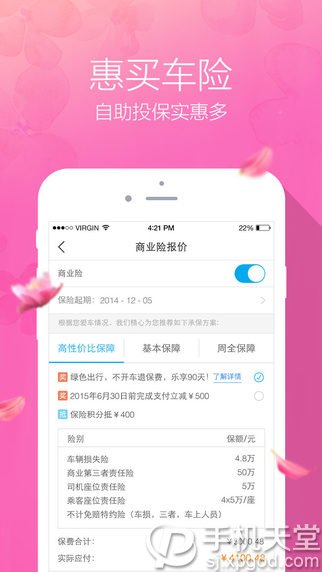 惠买车险
自助投保实惠多
VIRGIN 4:21 PM 22%
商业险报价
商业险
保险起期：2014 - 12 - 05
根据您爱车情况，我们精心为您推荐如下承保方案：
高性价比保障 基本保障 周全保障
奖 绿色出行，不开车退保费，乐享90天！ 了解详情
奖 2015年6月30日前完成支付立减￥500
抵 保险积分抵￥400
险别 保额/元
车辆损失险 4.8万
商业第三者责任险 50万
司机座位责任险 5万
乘客座位责任险 4x5万/座
不计免赔特约险（车损，三者，车上人员）
保费合计：
实际应付： ￥4100.48
手机天堂
sjxpood.com